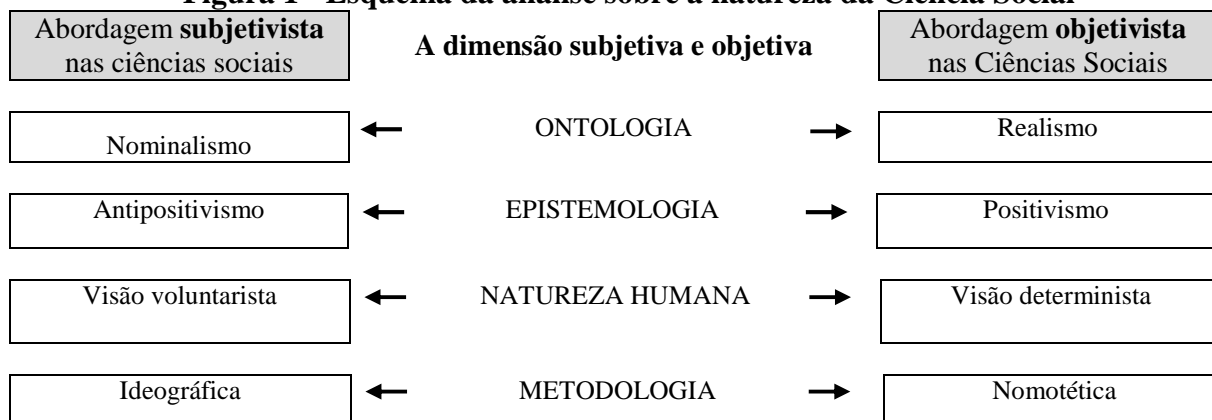 Figura 1 - Esquema da análise sobre a natureza da Ciência Social
Abordagem subjetivista
nas ciências sociais
A dimensão subjetiva e objetiva
Abordagem objetivista
nas Ciências Sociais
Nominalismo
ONTOLOGIA
Realismo
Antipositivismo
EPISTEMOLOGIA
Positivismo
Visão voluntarista
NATUREZA HUMANA
Visão determinista
Ideográfica
METODOLOGIA
Nomotética